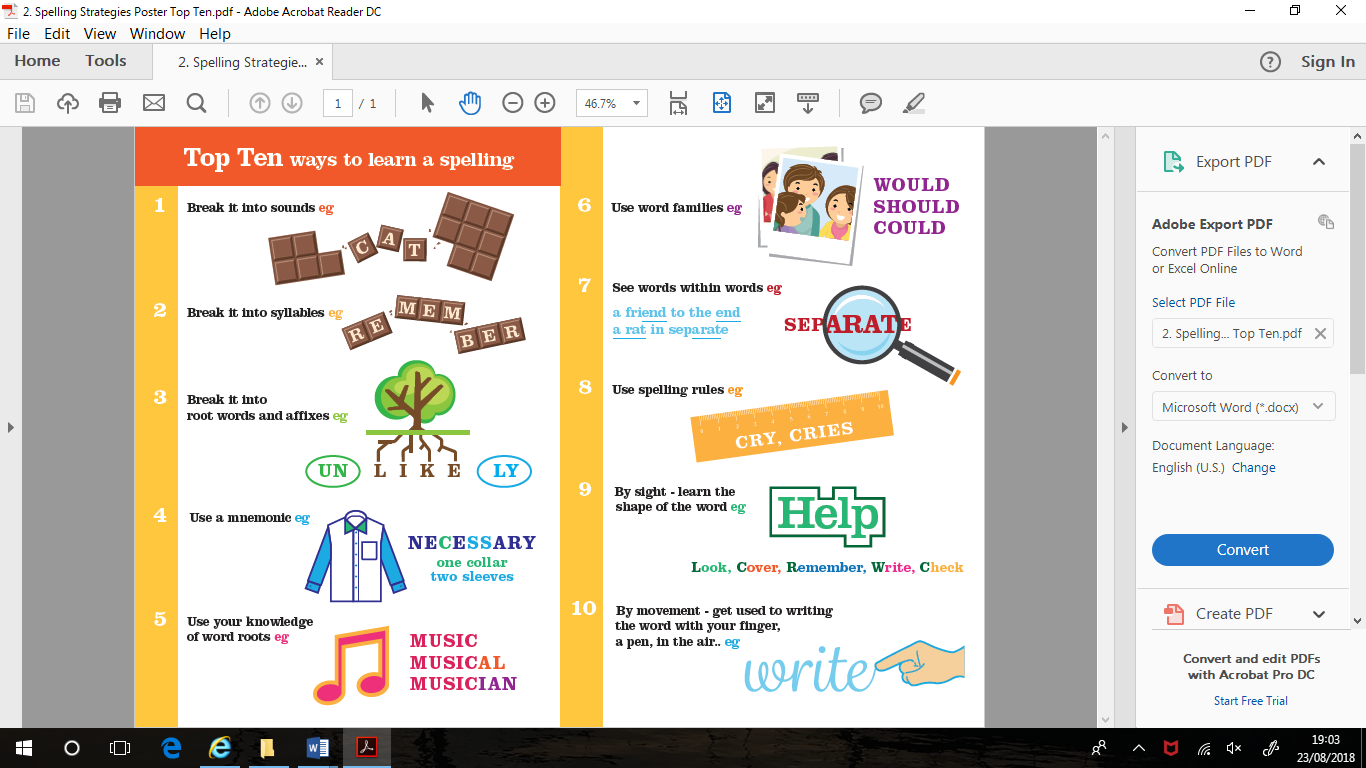 2. Spelling Strategies Poster Top Ten.pdf - Adobe Acrobat Reader DC
File Edit View Window Help
Home Tools 2. Spelling Strategie... × ? Sign In
1 / 1 46.7%
Top Ten ways to learn a spelling
1 Break it into sounds eg
CAT
2 Break it into syllables eg
RE MEM BER
3 Break it into
root words and affixes eg
UN LIKE LY
4 Use a mnemonic eg
NECESSARY
one collar
two sleeves
5 Use your knowledge
of word roots eg
MUSIC
MUSICAL
MUSICIAN
6 Use word families eg
WOULD
SHOULD
COULD
7 See words within words eg
a friend to the end
a rat in separate
SEPARATE
8 Use spelling rules eg
CRY, CRIES
9 By sight - learn the
shape of the word eg
Help
Look, Cover, Remember, Write, Check
10 By movement - get used to writing
the word with your finger,
a pen, in the air.. eg
write
Export PDF
Adobe Export PDF
Convert PDF Files to Word
or Excel Online
Select PDF File
2. Spelling... Top Ten.pdf
Convert to
Microsoft Word (*.docx)
Document Language:
English (U.S.) Change
Convert
Create PDF
Convert and edit PDFs
with Acrobat Pro DC
Start Free Trial
19:03
23/08/2018